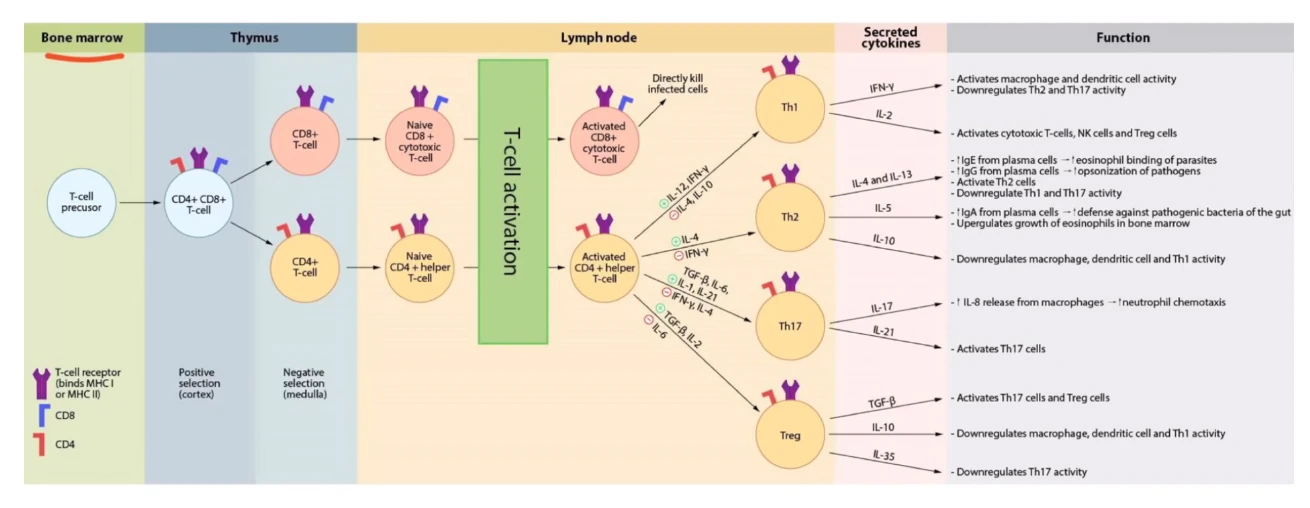 Bone marrow
Thymus
Lymph node
Secreted
cytokines
Function
T-cell
precusor
CD4+ CD8+
T-cell
CD8+
T-cell
CD4+
T-cell
Naive
CD8 +
cytotoxic
T-cell
Naive
CD4 + helper
T-cell
T-cell activation
Activated
CD8+
cytotoxic
T-cell
Directly kill
infected cells
Activated
CD4 + helper
T-cell
+ IL-12, IFN-γ
- IL-4, IL-10
+ IL-4
- IFN-γ
+ TGF-β, IL-6,
IL-1, IL-21
- IFN-γ, IL-4
+ TGF-β, IL-2
- IL-6
Th1
IFN-γ
- Activates macrophage and dendritic cell activity
- Downregulates Th2 and Th17 activity
IL-2
- Activates cytotoxic T-cells, NK cells and Treg cells
Th2
IL-4 and IL-13
- ↑IgE from plasma cells →↑eosinphil binding of parasites
- ↑IgG from plasma cells →↑opsonization of pathogens
- Activate Th2 cells
- Downregulate Th1 and Th17 activity
IL-5
- ↑IgA from plasma cells →↑defense against pathogenic bacteria of the gut
- Upergulates growth of eosinphils in bone marrow
IL-10
- Downregulates macrophage, dendritic cell and Th1 activity
Th17
IL-17
- ↑ IL-8 release from macrophages →↑neutrphil chemotaxis
IL-21
- Activates Th17 cells
Treg
TGF-β
- Activates Th17 cells and Treg cells
IL-10
- Downregulates macrophage, dendritic cell and Th1 activity
IL-35
- Downregulates Th17 activity
T-cell receptor
(binds MHC I
or MHC II)
CD8
CD4
Positive
selection
(cortex)
Negative
selection
(medulla)